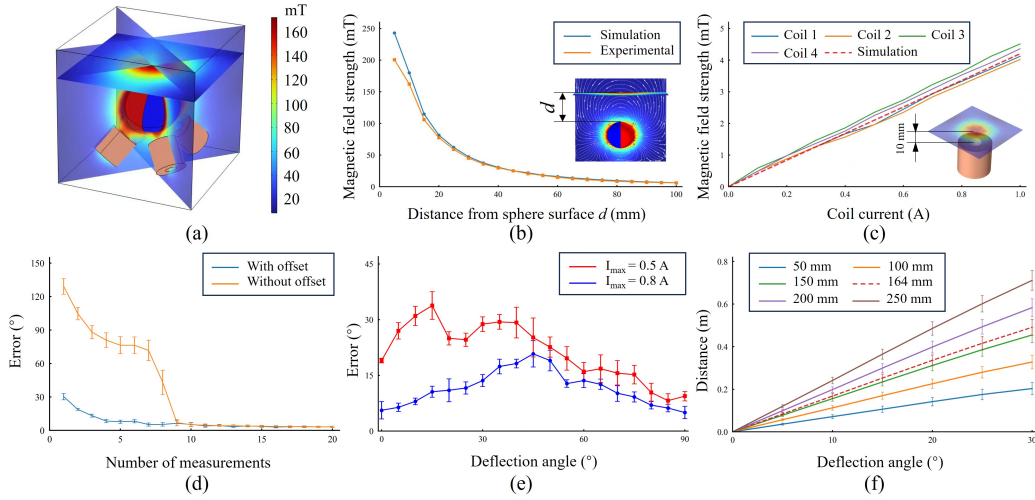 mT
160
140
120
100
80
60
40
20
(a)
Magnetic field strength (mT)
250
200
150
100
50
0
0
20
40
60
80
100
Simulation
Experimental
d
Distance from sphere surface d (mm)
(b)
Magnetic field strength (mT)
5
4
3
2
1
0
0.0
0.2
0.4
0.6
0.8
1.0
Coil 1
Coil 2
Coil 3
Coil 4
Simulation
10 mm
Coil current (A)
(c)
Error (°)
150
120
90
60
30
0
0
5
10
15
20
With offset
Without offset
Number of measurements
(d)
Error (°)
45
30
15
0
0
30
60
90
Imax = 0.5 A
Imax = 0.8 A
Deflection angle (°)
(e)
Distance (m)
0.8
0.6
0.4
0.2
0.0
0
10
20
30
50 mm
100 mm
150 mm
164 mm
200 mm
250 mm
Deflection angle (°)
(f)